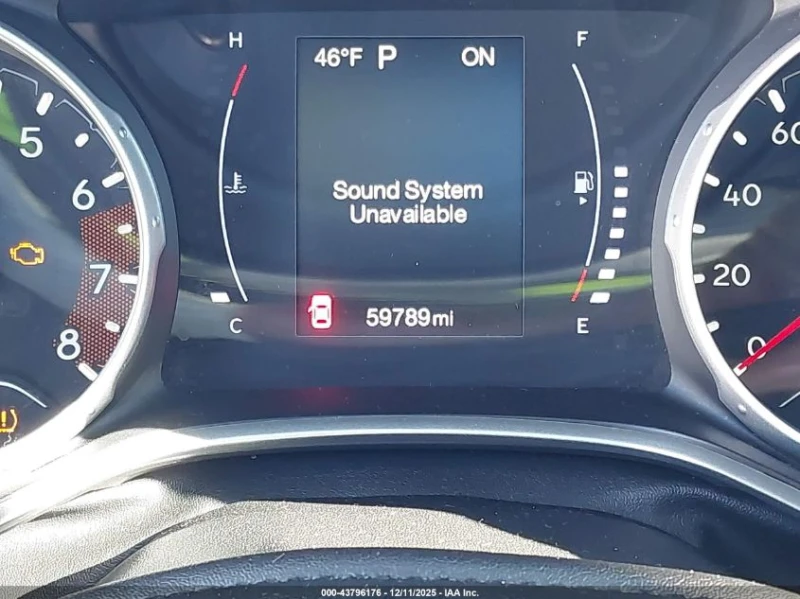 H
46°F P ON
F
5
6
7
8
60
40
20
0
Sound System
Unavailable
C
59789mi
E
000-43796176 - 12/11/2025 - IAA Inc.